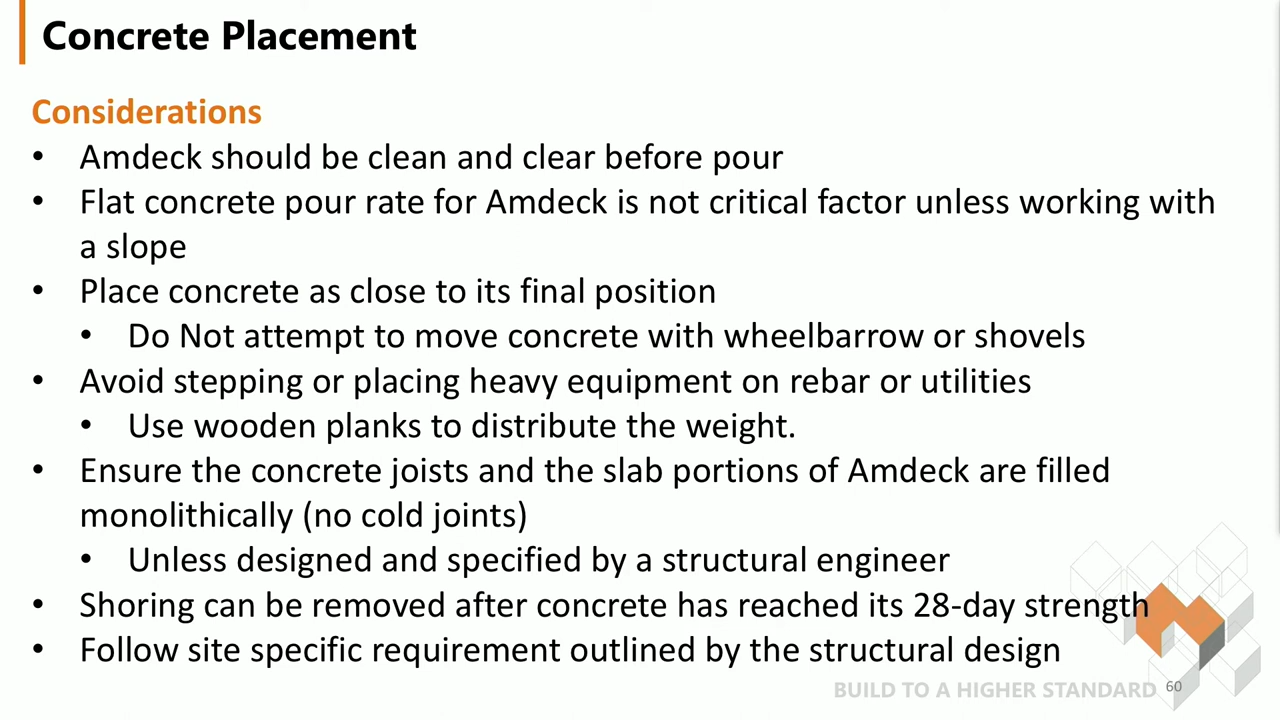 Concrete Placement
Considerations
• Amdeck should be clean and clear before pour
• Flat concrete pour rate for Amdeck is not critical factor unless working with
a slope
• Place concrete as close to its final position
• Do Not attempt to move concrete with wheelbarrow or shovels
• Avoid stepping or placing heavy equipment on rebar or utilities
• Use wooden planks to distribute the weight.
• Ensure the concrete joists and the slab portions of Amdeck are filled
monolithically (no cold joints)
• Unless designed and specified by a structural engineer
• Shoring can be removed after concrete has reached its 28-day strength
• Follow site specific requirement outlined by the structural design
BUILD TO A HIGHER STANDARD 60